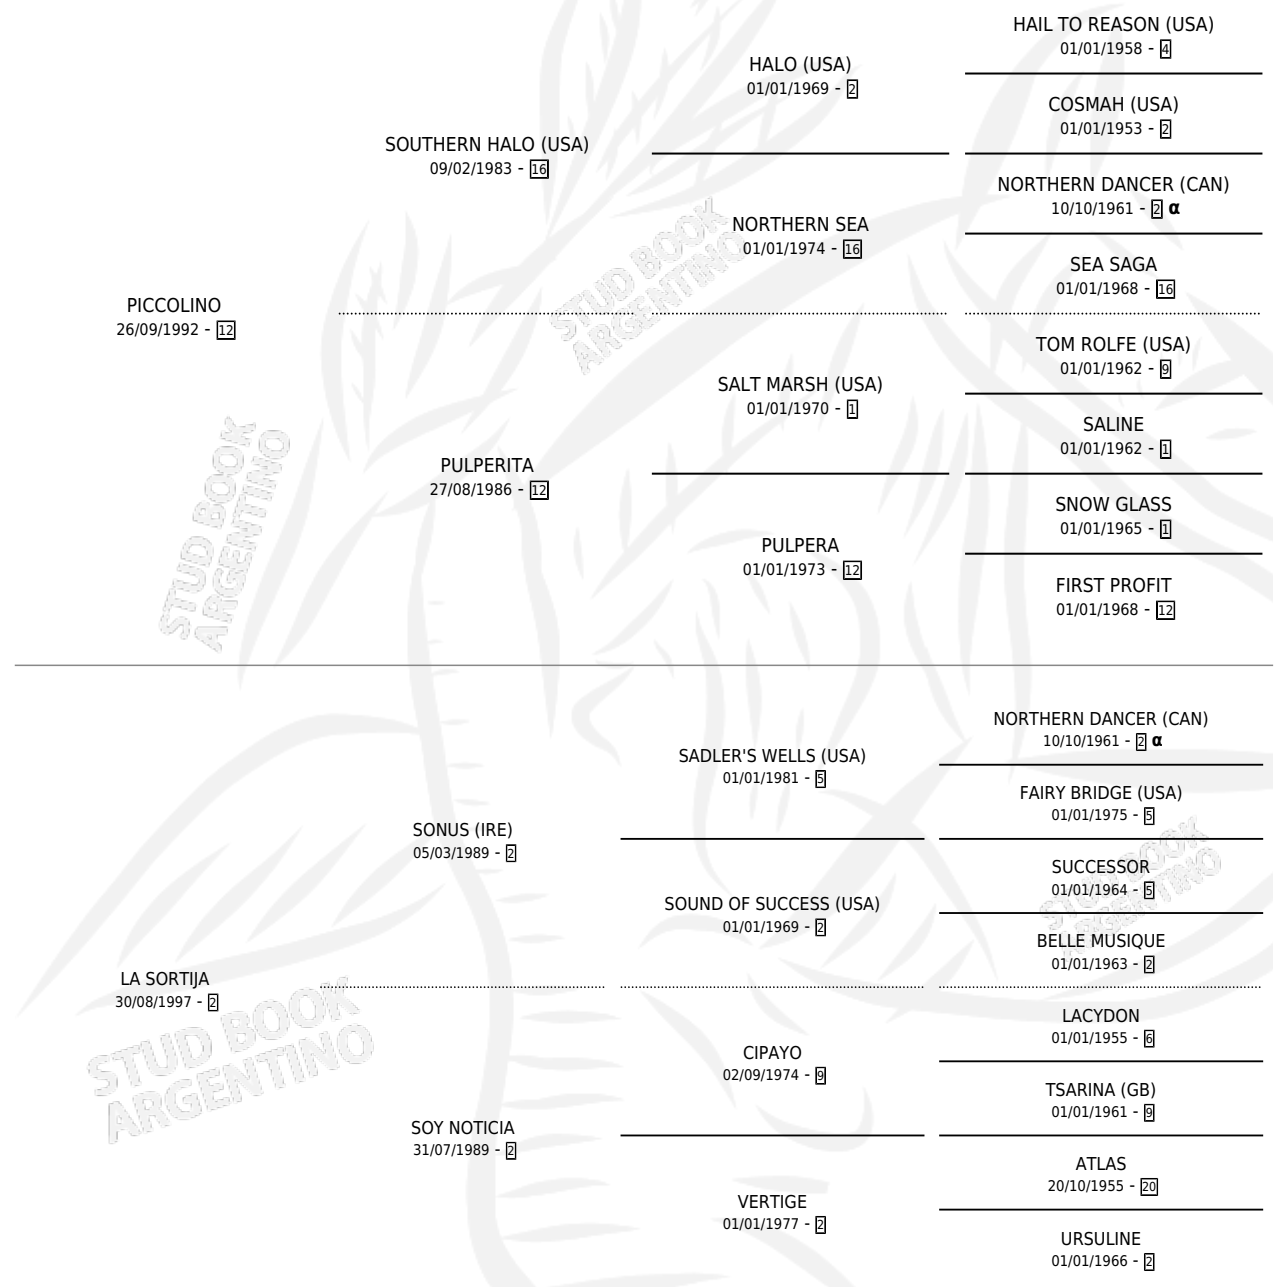 PICCOLINO
26/09/1992 - 12
SOUTHERN HALO (USA)
09/02/1983 - 16
HALO (USA)
01/01/1969 - 2
HAIL TO REASON (USA)
01/01/1958 - 4
COSMAH (USA)
01/01/1953 - 2
NORTHERN SEA
01/01/1974 - 16
NORTHERN DANCER (CAN)
10/10/1961 - 2 α
SEA SAGA
01/01/1968 - 16
PULPERITA
27/08/1986 - 12
SALT MARSH (USA)
01/01/1970 - 1
TOM ROLFE (USA)
01/01/1962 - 9
SALINE
01/01/1962 - 1
PULPERA
01/01/1973 - 12
SNOW GLASS
01/01/1965 - 1
FIRST PROFIT
01/01/1968 - 12
LA SORTIJA
30/08/1997 - 2
SONUS (IRE)
05/03/1989 - 2
SADLER'S WELLS (USA)
01/01/1981 - 5
NORTHERN DANCER (CAN)
10/10/1961 - 2 α
FAIRY BRIDGE (USA)
01/01/1975 - 5
SOUND OF SUCCESS (USA)
01/01/1969 - 2
SUCCESSOR
01/01/1964 - 5
BELLE MUSIQUE
01/01/1963 - 2
SOY NOTICIA
31/07/1989 - 2
CIPAYO
02/09/1974 - 9
LACYDON
01/01/1955 - 6
TSARINA (GB)
01/01/1961 - 9
VERTIGE
01/01/1977 - 2
ATLAS
20/10/1955 - 20
URSULINE
01/01/1966 - 2
STUD BOOK
ARGENTINO
STUD BOOK
ARGENTINO
STUD BOOK
ARGENTINO
STUD BOOK
ARGENTINO